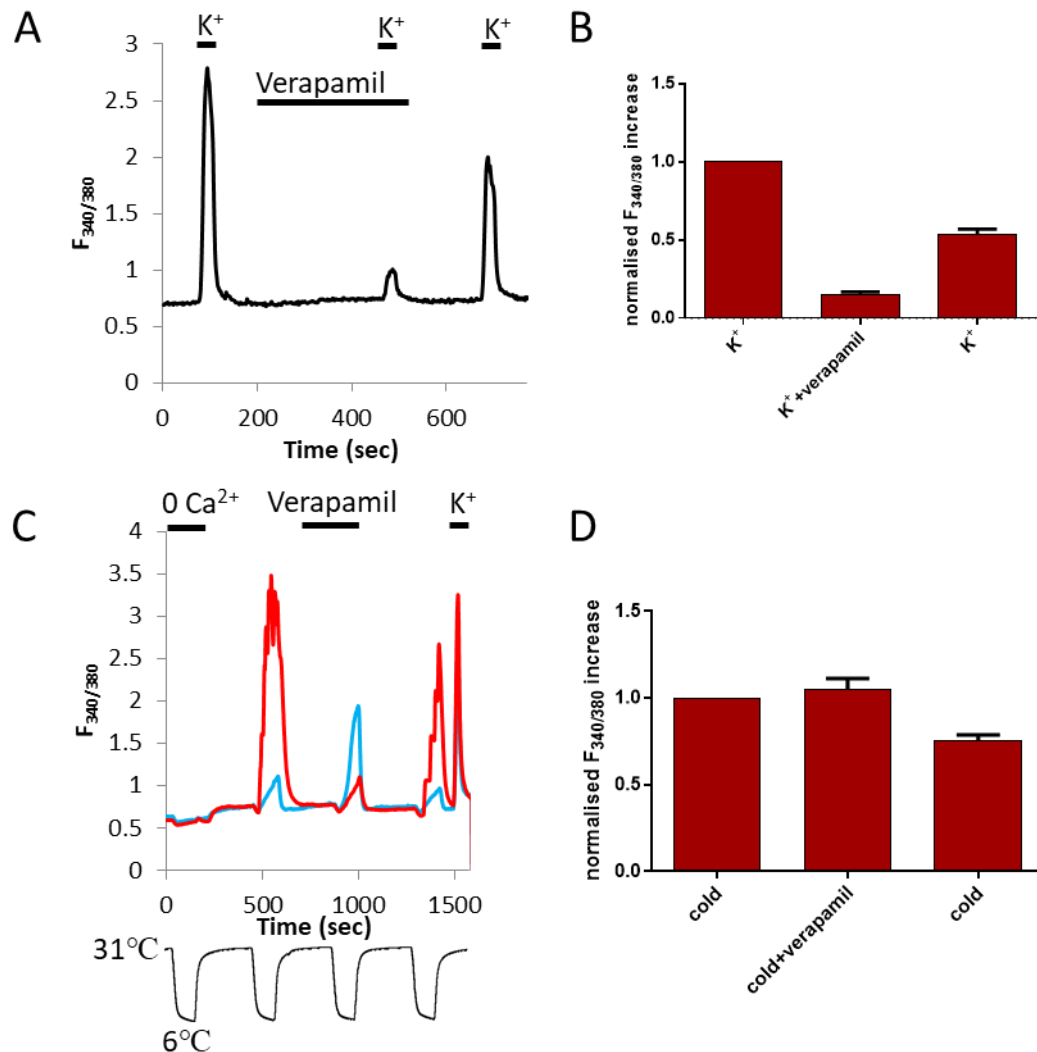 A
K⁺ K⁺ K⁺
Verapamil
3
2.5
2
1.5
1
0.5
0
F340/380
0 200 400 600
Time (sec)
B
normalised F340/380 increase
1.5
1.0
0.5
0.0
K⁺
K⁺+verapamil
K⁺
C
0 Ca²⁺ Verapamil K⁺
4
3.5
3
2.5
2
1.5
1
0.5
0
F340/380
0 500 1000 1500
Time (sec)
31°C
6°C
D
normalised F340/380 increase
1.5
1.0
0.5
0.0
cold
cold+verapamil
cold